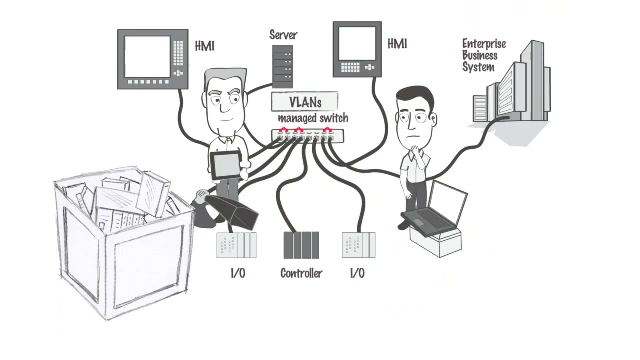 HMI
Server
HMI
Enterprise
Business
System
VLANs
managed switch
I/O
Controller
I/O